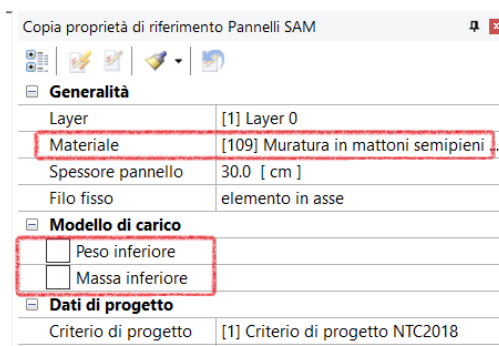 Copia proprietà di riferimento Pannelli SAM
Generalità
Layer [1] Layer 0
Materiale [109] Muratura in mattoni semipieni ...
Spessore pannello 30.0 [ cm ]
Filo fisso elemento in asse
Modello di carico
Peso inferiore
Massa inferiore
Dati di progetto
Criterio di progetto [1] Criterio di progetto NTC2018